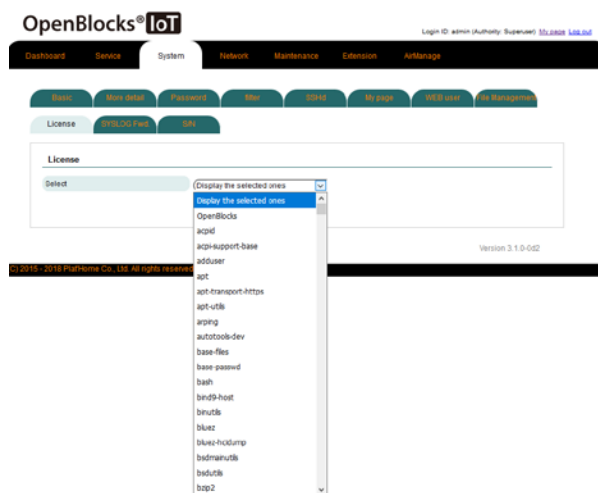 OpenBlocks® IoT
Login ID: admin (Authority: Superuser) My page Log out
Dashboard Service System Network Maintenance Extension AirManage
Basic More detail Password filter SSHd My page WEB user File Management
License SYSLOG Fwd. S/N
License
Select Display the selected ones
Display the selected ones
OpenBlocks
acpid
acpi-support-base
adduser
apt
apt-transport-https
apt-utils
arping
autotools-dev
base-files
base-passwd
bash
bind9-host
binutils
bluez
bluez-hcidump
bsdmainutils
bsdutils
bzip2
Version 3.1.0-0d2
C) 2015 - 2018 PlatHome Co., Ltd. All rights reserved